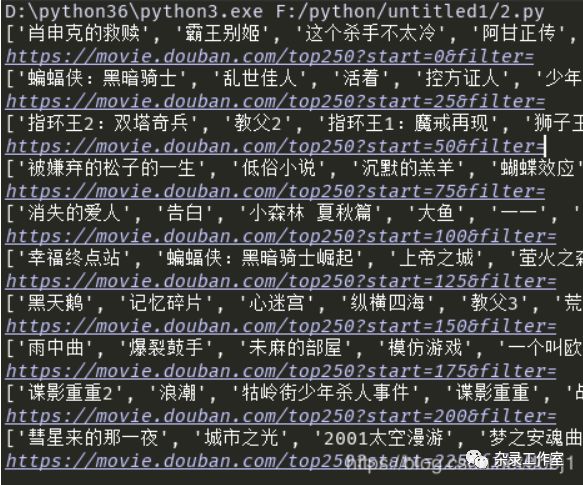 D:\python36\python3.exe F:/python/untitled1/2.py
['肖申克的救赎', '霸王别姬', '这个杀手不太冷', '阿甘正传',
https://movie.douban.com/top250?start=0&filter=
['蝙蝠侠：黑暗骑士', '乱世佳人', '活着', '控方证人', '少年
https://movie.douban.com/top250?start=25&filter=
['指环王2：双塔奇兵', '教父2', '指环王1：魔戒再现', '狮子王
https://movie.douban.com/top250?start=50&filter=
['被嫌弃的松子的一生', '低俗小说', '沉默的羔羊', '蝴蝶效应
https://movie.douban.com/top250?start=75&filter=
['消失的爱人', '告白', '小森林 夏秋篇', '大鱼', '一一', '
https://movie.douban.com/top250?start=100&filter=
['幸福终点站', '蝙蝠侠：黑暗骑士崛起', '上帝之城', '萤火之森
https://movie.douban.com/top250?start=125&filter=
['黑天鹅', '记忆碎片', '心迷宫', '纵横四海', '教父3', '荒
https://movie.douban.com/top250?start=150&filter=
['雨中曲', '爆裂鼓手', '未麻的部屋', '模仿游戏', '一个叫欧
https://movie.douban.com/top250?start=175&filter=
['谍影重重2', '浪潮', '牯岭街少年杀人事件', '谍影重重', '战
https://movie.douban.com/top250?start=200&filter=
['彗星来的那一夜', '城市之光', '2001太空漫游', '梦之安魂曲
https://movie.douban.com/top250?start=225&filter=
杂录工作室